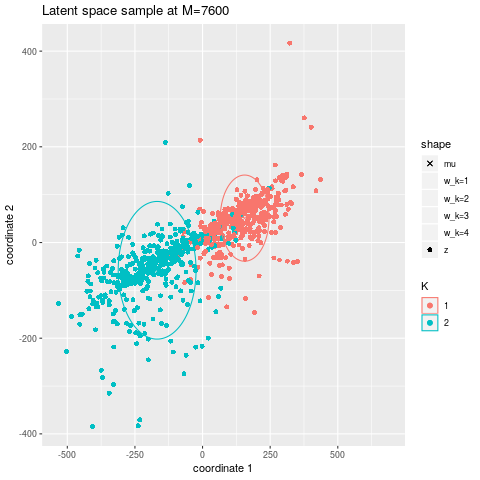 Latent space sample at M=7600
400
200
0
-200
-400
coordinate 2
-500
-250
0
250
500
coordinate 1
shape
mu
w_k=1
w_k=2
w_k=3
w_k=4
z
K
1
2